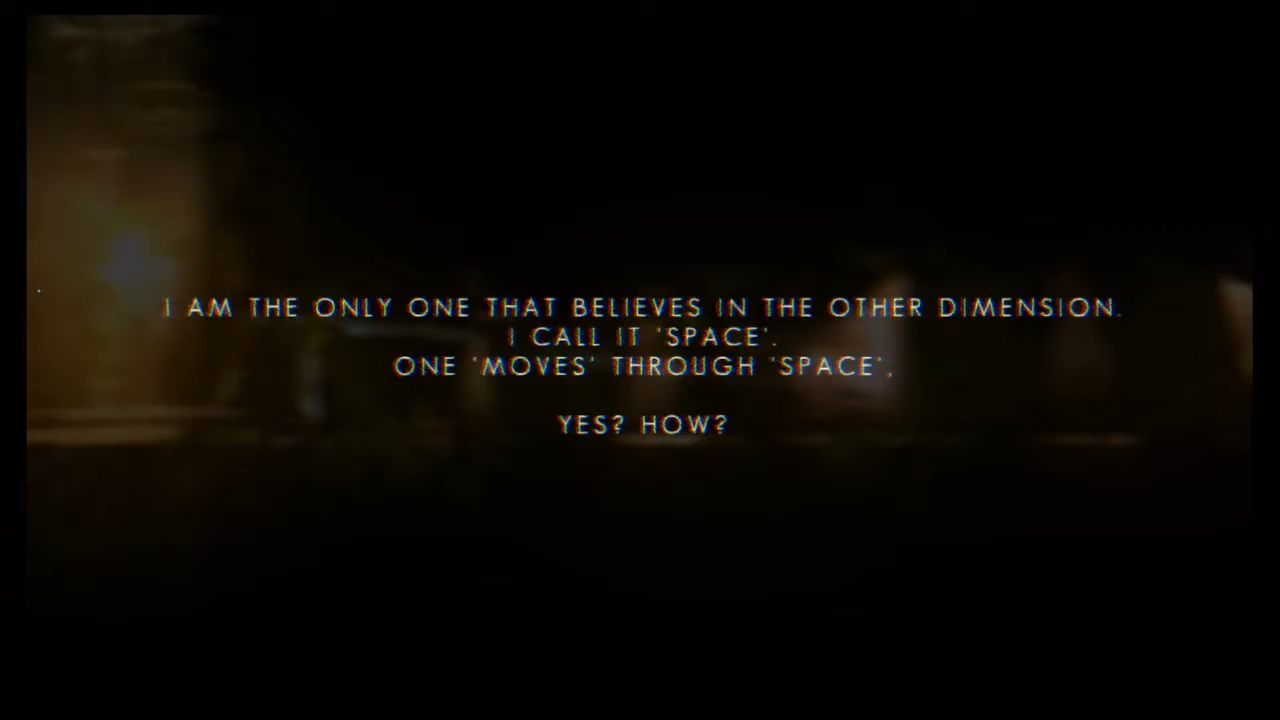 I AM THE ONLY ONE THAT BELIEVES IN THE OTHER DIMENSION.
I CALL IT 'SPACE'.
ONE 'MOVES' THROUGH 'SPACE',
YES? HOW?